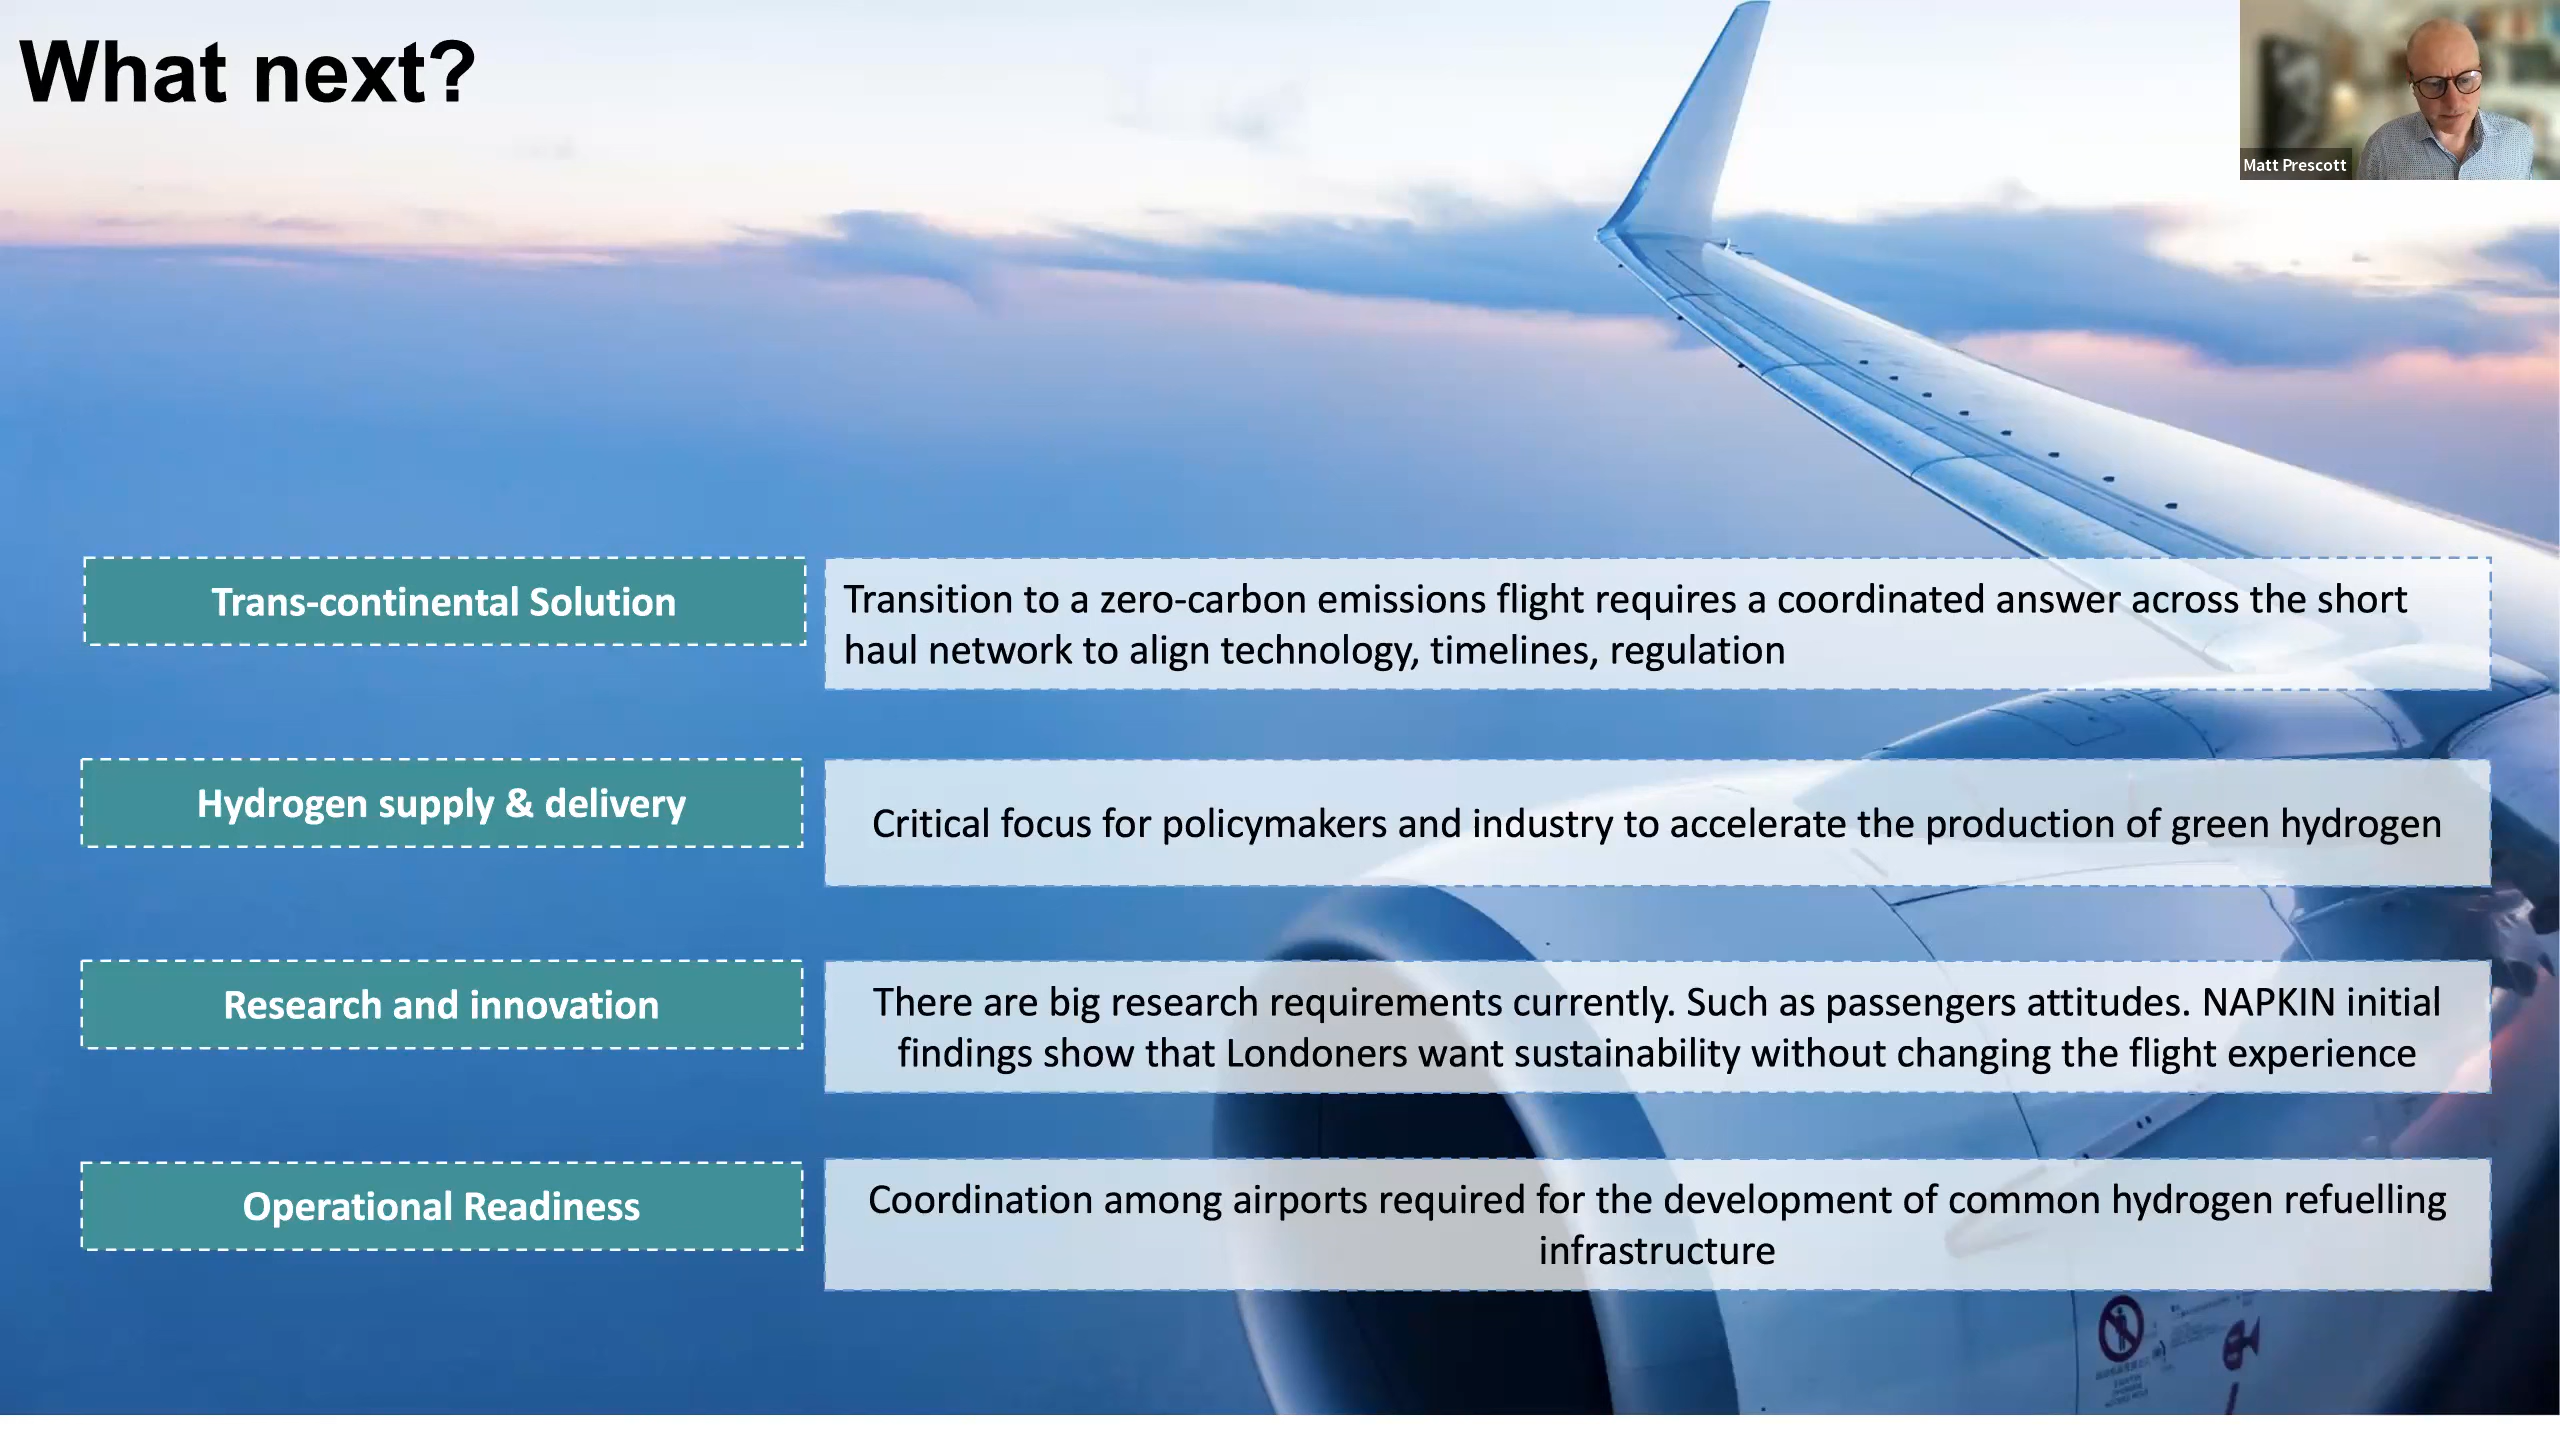 What next?
Matt Prescott
Trans-continental Solution
Transition to a zero-carbon emissions flight requires a coordinated answer across the short
haul network to align technology, timelines, regulation
Hydrogen supply & delivery
Critical focus for policymakers and industry to accelerate the production of green hydrogen
Research and innovation
There are big research requirements currently. Such as passengers attitudes. NAPKIN initial
findings show that Londoners want sustainability without changing the flight experience
Operational Readiness
Coordination among airports required for the development of common hydrogen refuelling
infrastructure